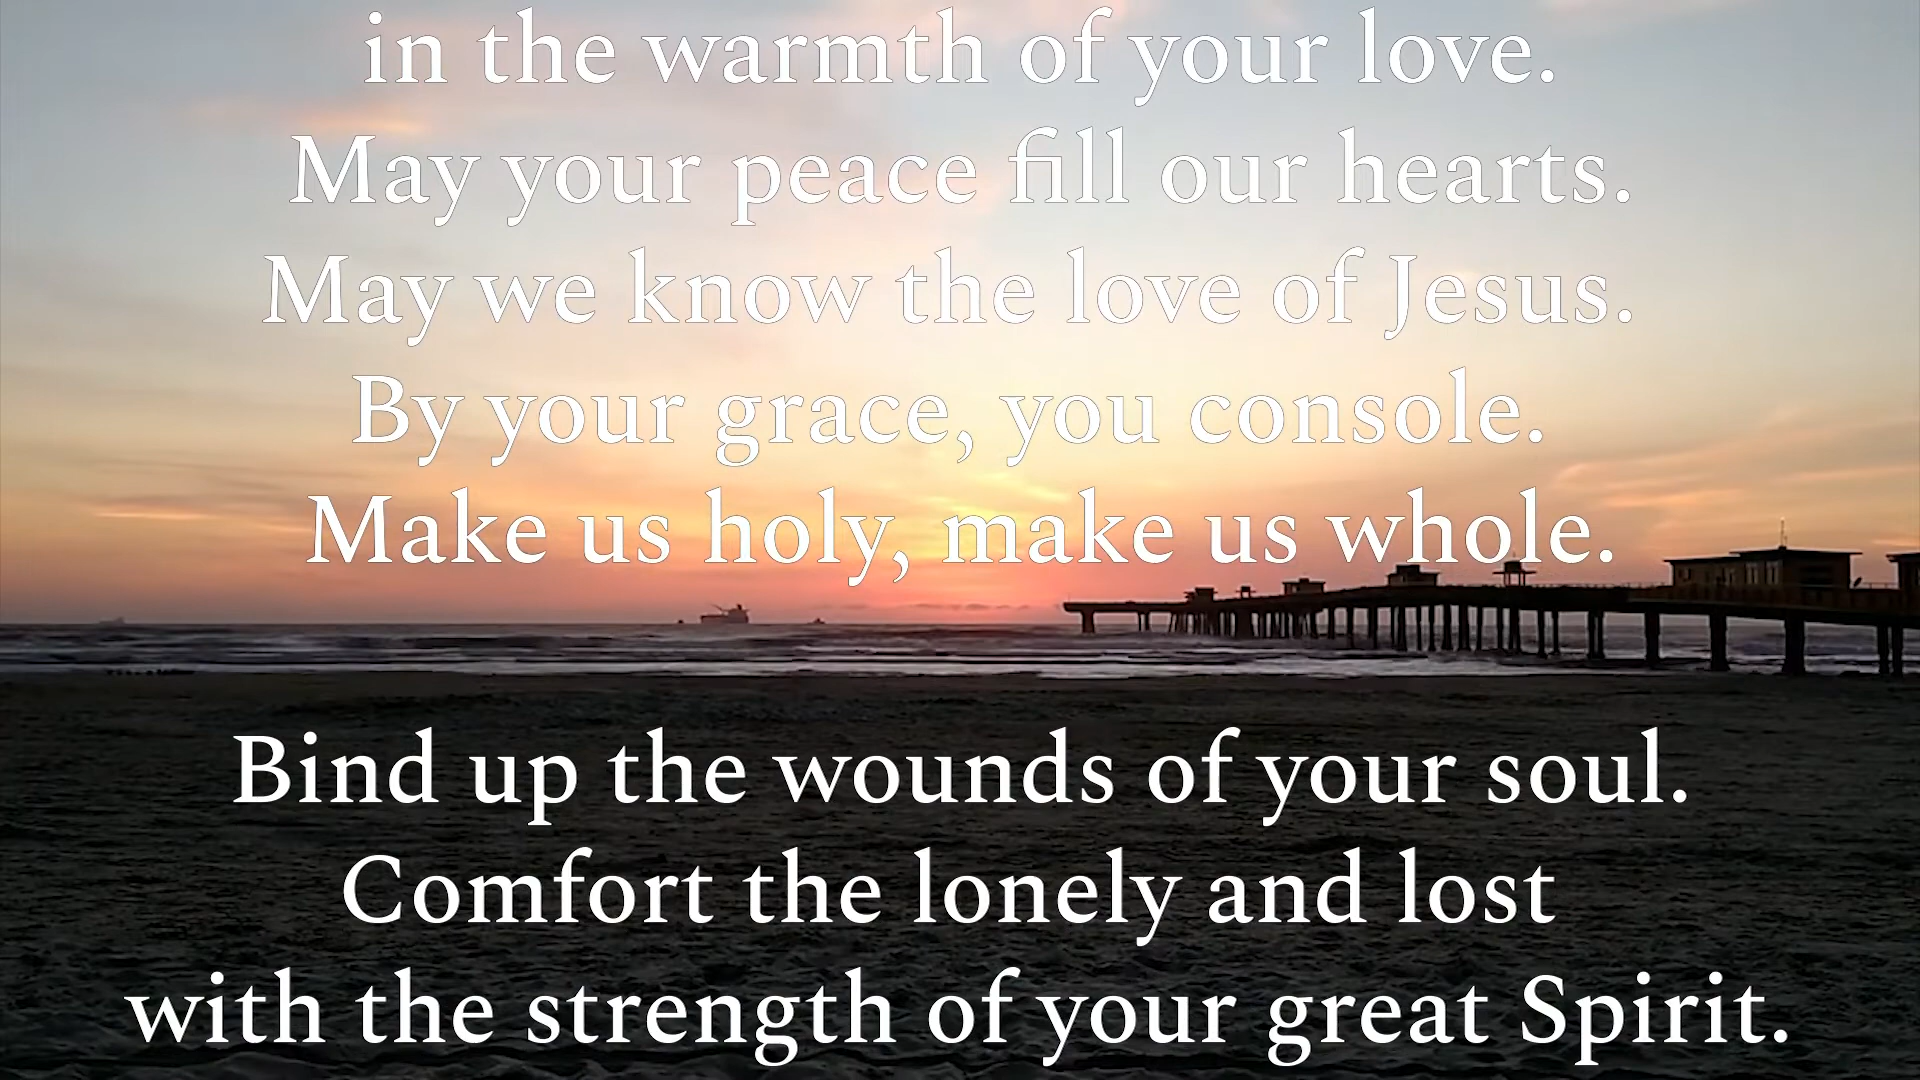 in the warmth of your love.
May your peace fill our hearts.
May we know the love of Jesus.
By your grace, you console.
Make us holy, make us whole.
Bind up the wounds of your soul.
Comfort the lonely and lost
with the strength of your great Spirit.